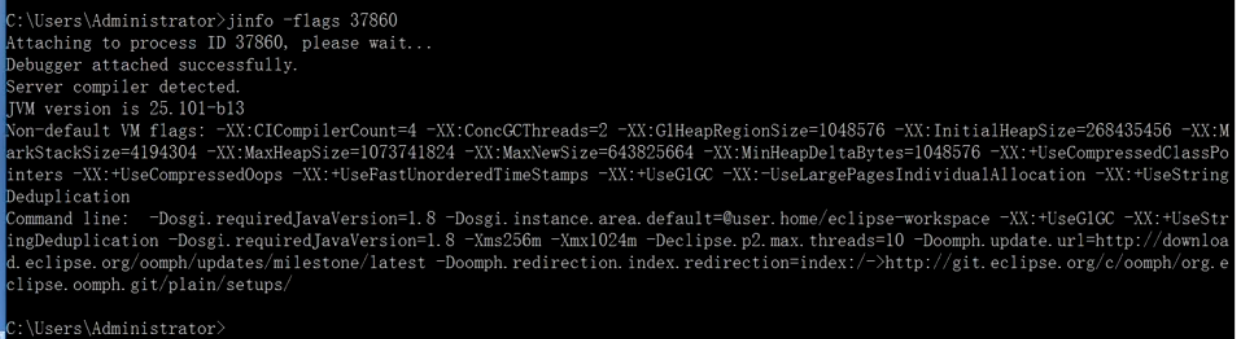 C:\Users\Administrator>jinfo -flags 37860
Attaching to process ID 37860, please wait...
Debugger attached successfully.
Server compiler detected.
JVM version is 25.101-b13
Non-default VM flags: -XX:CICompilerCount=4 -XX:ConcGCThreads=2 -XX:G1HeapRegionSize=1048576 -XX:InitialHeapSize=268435456 -XX:M
arkStackSize=4194304 -XX:MaxHeapSize=1073741824 -XX:MaxNewSize=643825664 -XX:MinHeapDeltaBytes=1048576 -XX:+UseCompressedClassPo
inters -XX:+UseCompressedOops -XX:+UseFastUnorderedTimeStamps -XX:+UseG1GC -XX:-UseLargePagesIndividualAllocation -XX:+UseString
Deduplication
Command line:  -Dosgi.requiredJavaVersion=1.8 -Dosgi.instance.area.default=@user.home/eclipse-workspace -XX:+UseG1GC -XX:+UseStr
ingDeduplication -Dosgi.requiredJavaVersion=1.8 -Xms256m -Xmx1024m -Declipse.p2.max.threads=10 -Doomph.update.url=http://downloa
d.eclipse.org/oomph/updates/milestone/latest -Doomph.redirection.index.redirection=index:/->http://git.eclipse.org/c/oomph/org.e
clipse.oomph.git/plain/setups/
C:\Users\Administrator>